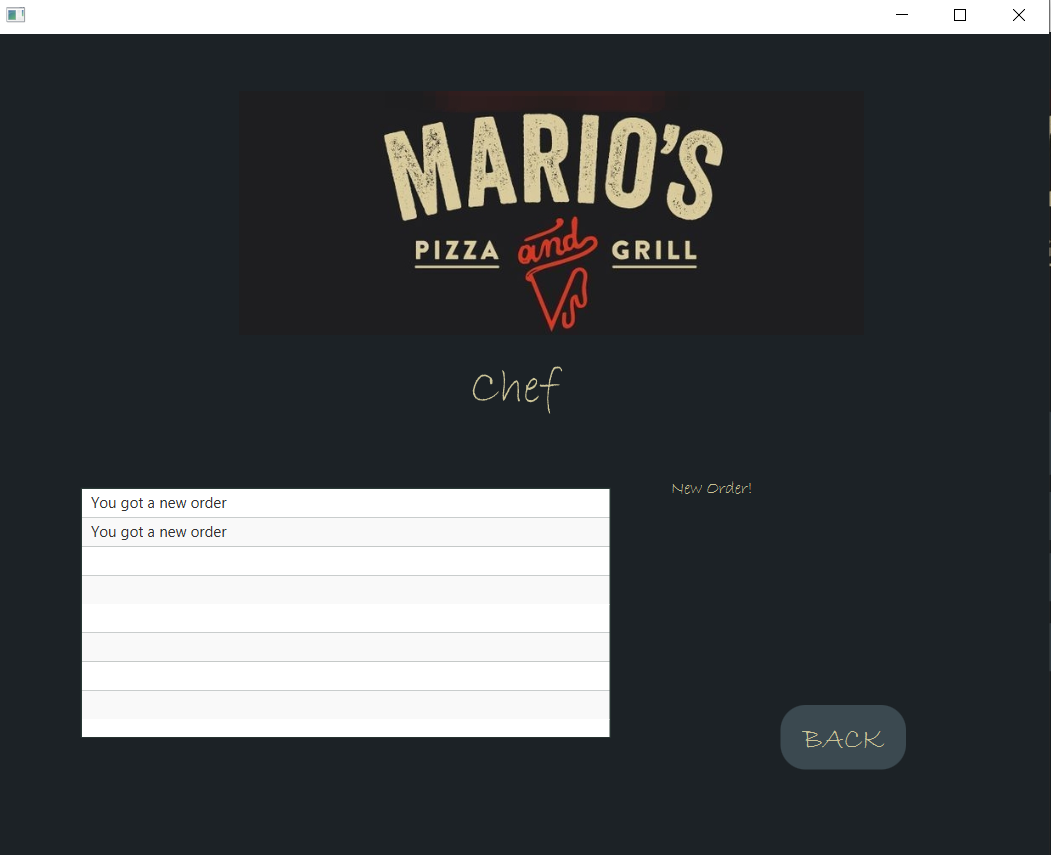 MARIO'S
PIZZA and GRILL
Chef
You got a new order
You got a new order
New Order!
BACK